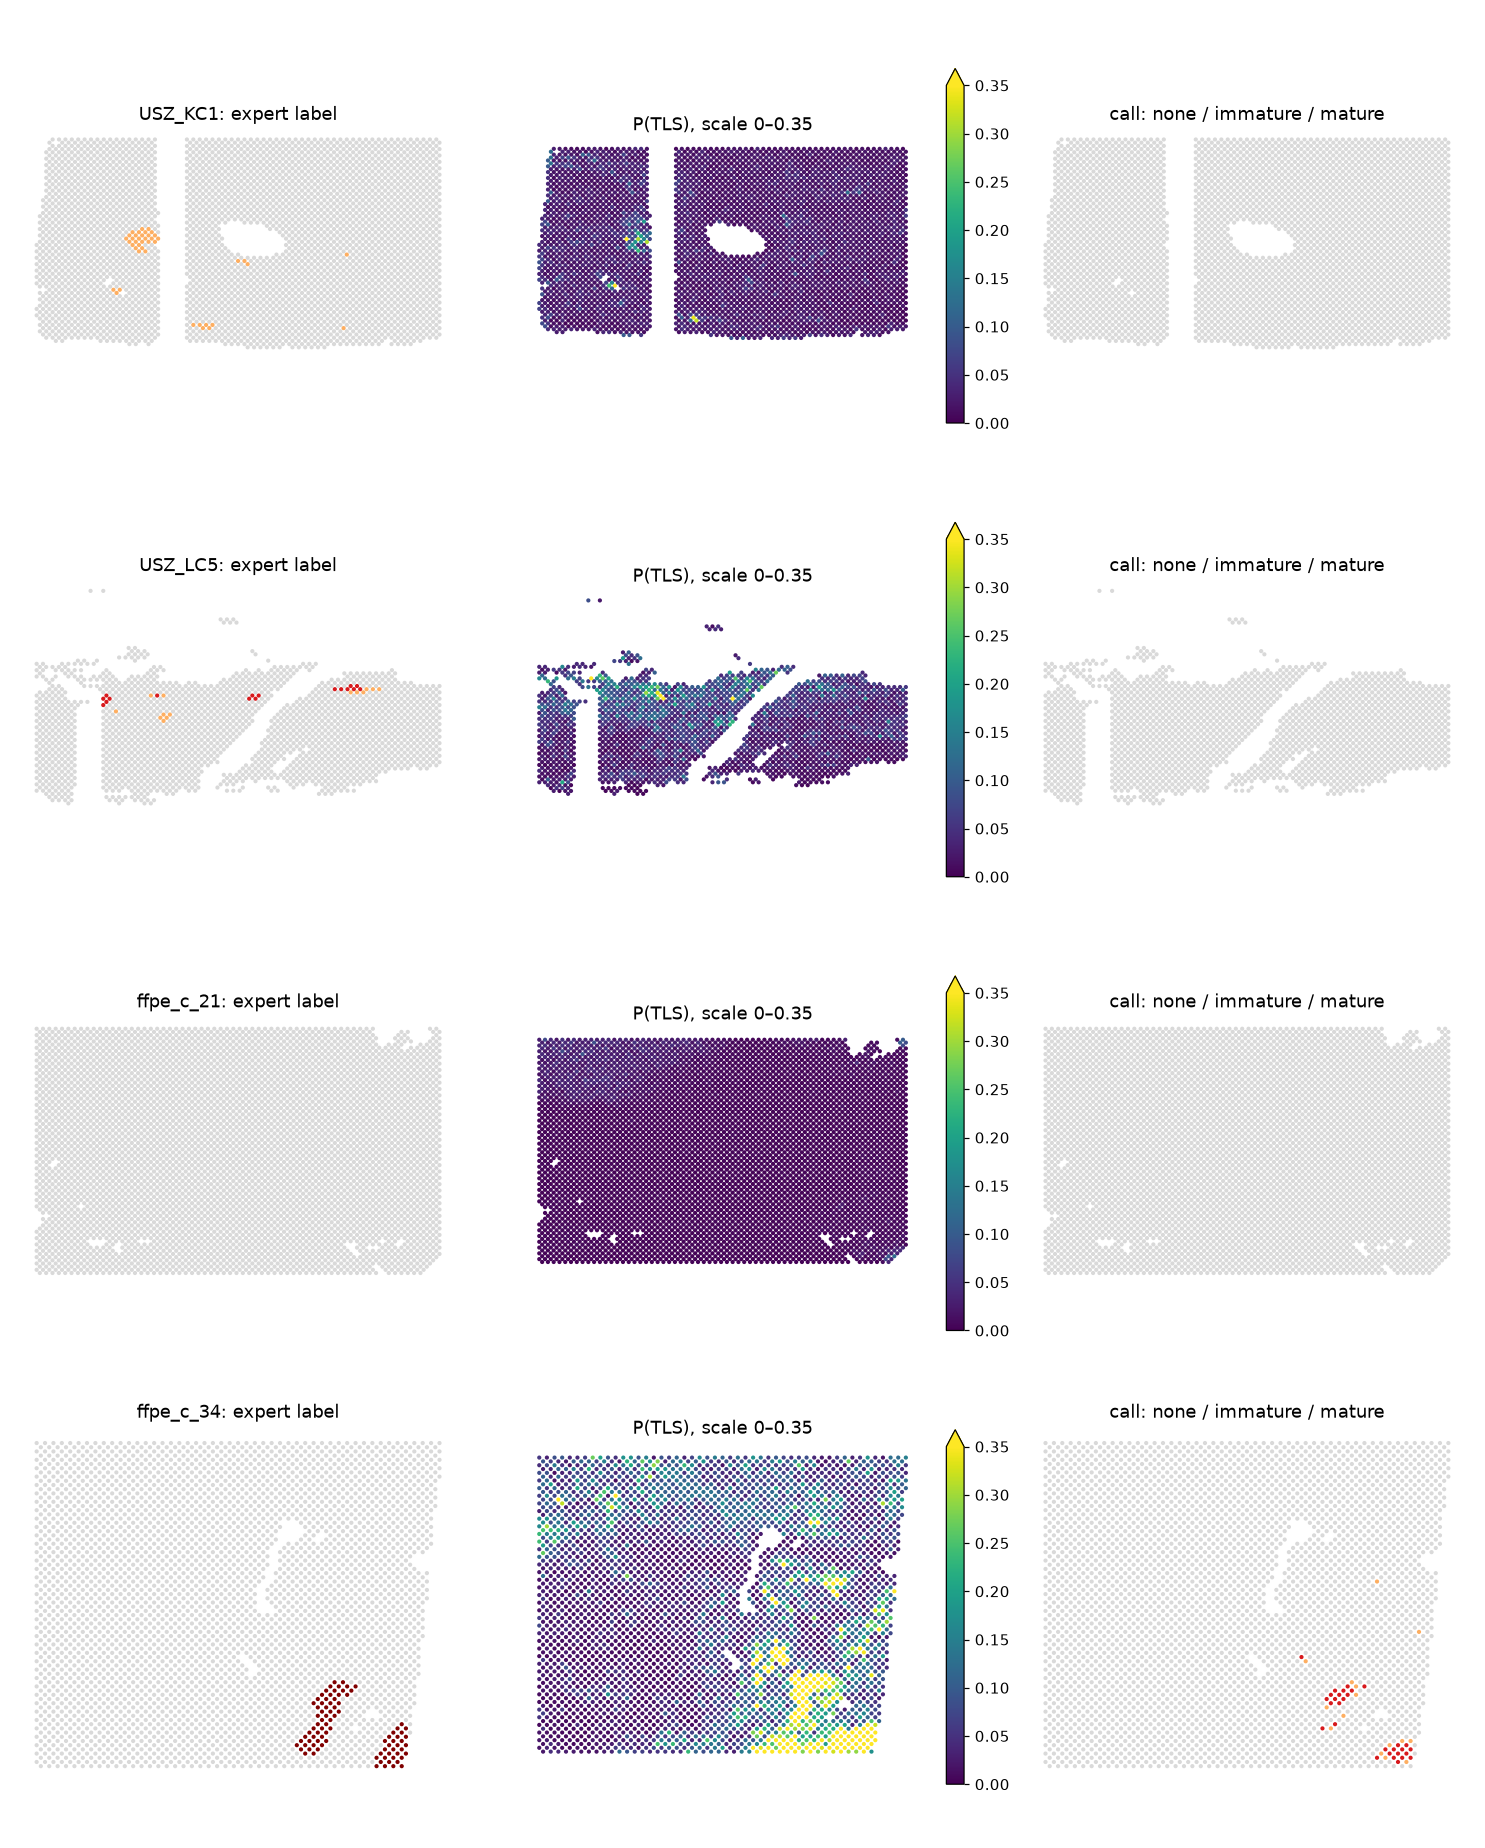 USZ_KC1: expert label
P(TLS), scale 0–0.35
call: none / immature / mature
0.35
0.30
0.25
0.20
0.15
0.10
0.05
0.00
USZ_LC5: expert label
P(TLS), scale 0–0.35
call: none / immature / mature
0.35
0.30
0.25
0.20
0.15
0.10
0.05
0.00
ffpe_c_21: expert label
P(TLS), scale 0–0.35
call: none / immature / mature
0.35
0.30
0.25
0.20
0.15
0.10
0.05
0.00
ffpe_c_34: expert label
P(TLS), scale 0–0.35
call: none / immature / mature
0.35
0.30
0.25
0.20
0.15
0.10
0.05
0.00